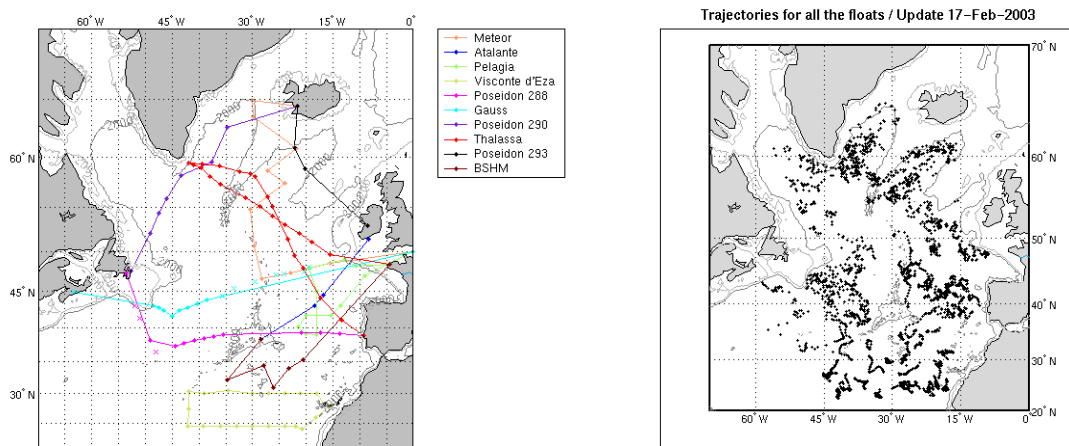 60° W 45° W 30° W 15° W 0°
60° N
45° N
30° N
2000
1000
Meteor
Atalante
Pelagia
Visconte d'Eza
Poseidon 288
Gauss
Poseidon 290
Thalassa
Poseidon 293
BSHM
Trajectories for all the floats / Update 17-Feb-2003
70° N
60° N
50° N
40° N
30° N
20° N
60° W 45° W 30° W 15° W 0°